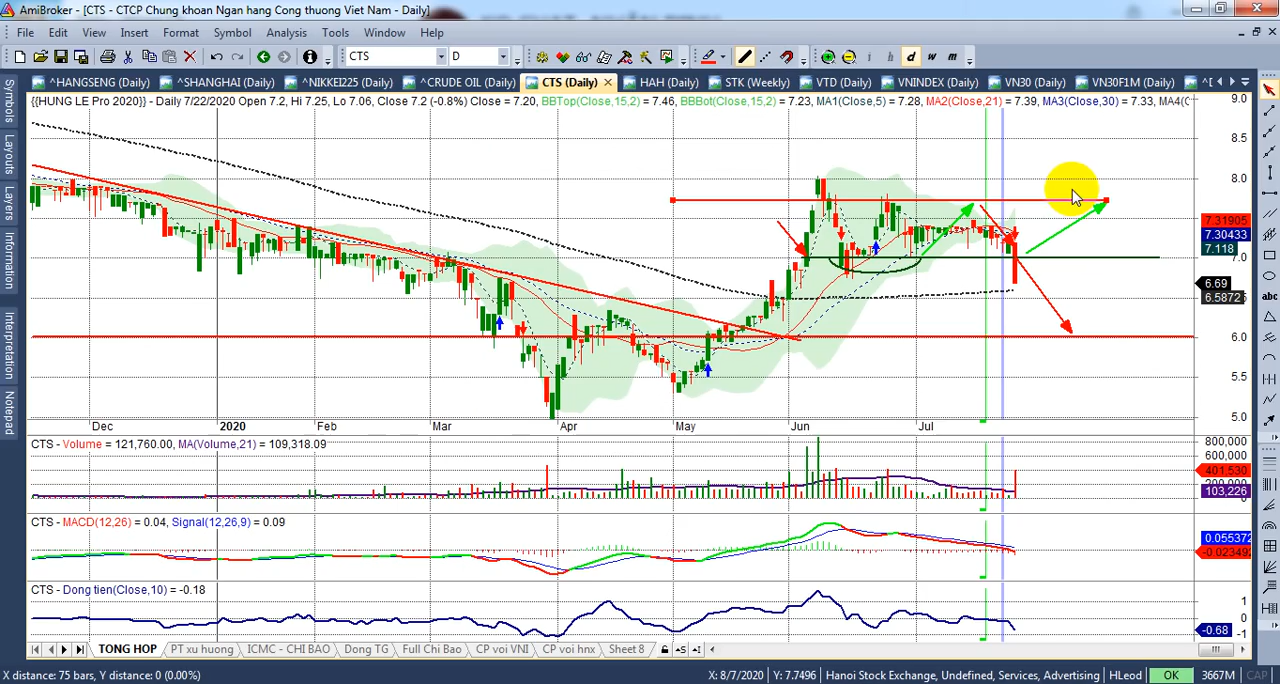 AmiBroker - [CTS - CTCP Chung khoan Ngan hang Cong thuong Viet Nam - Daily]
File Edit View Insert Format Symbol Analysis Tools Window Help
CTS D i h d w m
^HANGSENG (Daily) ^SHANGHAI (Daily) ^NIKKEI225 (Daily) ^CRUDE OIL (Daily) CTS (Daily) HAH (Daily) STK (Weekly) VTD (Daily) VNINDEX (Daily) VN30 (Daily) VN30F1M (Daily)
{{HUNG LE Pro 2020}} - Daily 7/22/2020 Open 7.2, Hi 7.25, Lo 7.06, Close 7.2 (-0.8%) Close = 7.20, BBTop(Close,15,2) = 7.46, BBBot(Close,15,2) = 7.23, MA1(Close,5) = 7.28, MA2(Close,21) = 7.39, MA3(Close,30) = 7.33, MA4(C
9.0
8.5
8.0
7.31905
7.30433
7.118
7.0
6.69
6.5872
6.0
5.5
5.0
Symbols
Layouts
Layers
Information
Interpretation
Notepad
abc
Dec 2020 Feb Mar Apr May Jun Jul
CTS - Volume = 121,760.00, MA(Volume,21) = 109,318.09
800,000
600,000
401,530
103,226
CTS - MACD(12,26) = 0.04, Signal(12,26,9) = 0.09
0.055372
-0.023492
CTS - Dong tien(Close,10) = -0.18
1
0
-0.68
-1
TONG HOP PT xu huong ICMC - CHI BAO Dong TG Full Chi Bao CP voi VNI CP voi hnx Sheet 8
X distance: 75 bars, Y distance: 0 (0.00%) X: 8/7/2020 Y: 7.7496 Hanoi Stock Exchange, Undefined, Services, Advertising HLeod OK 3667M CAP